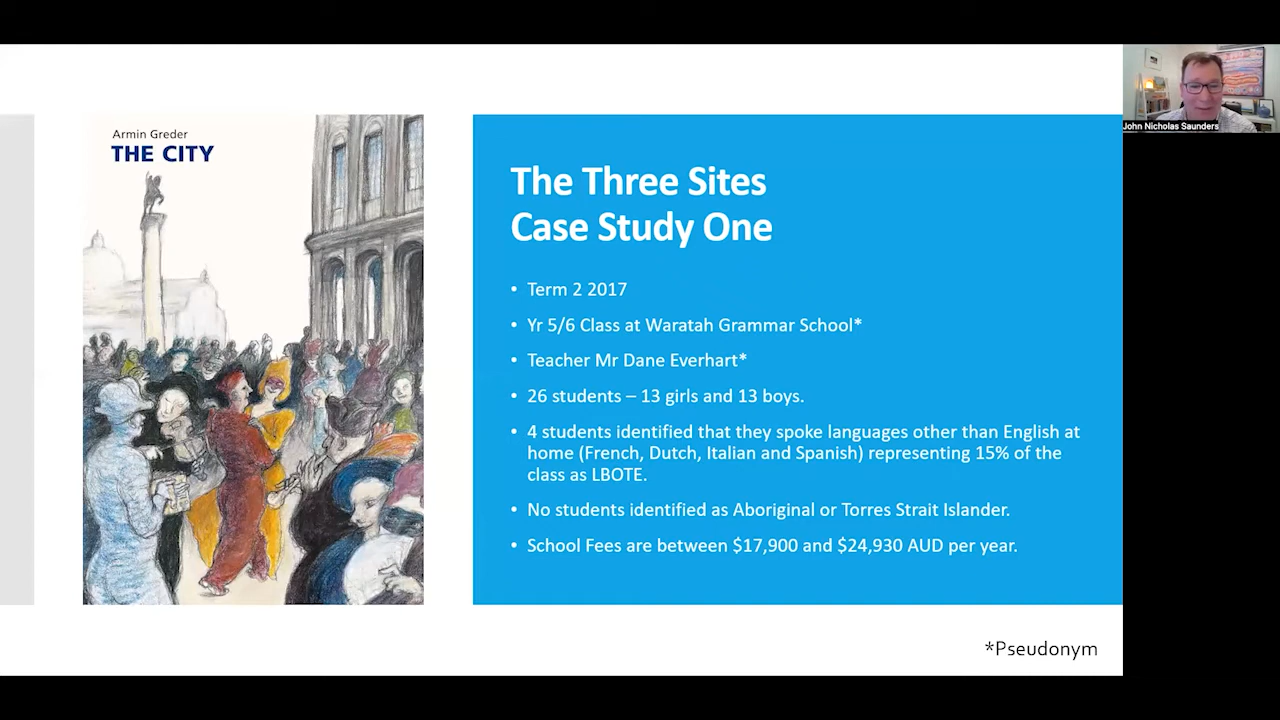 Armin Greder
THE CITY
The Three Sites
Case Study One
• Term 2 2017
• Yr 5/6 Class at Waratah Grammar School*
• Teacher Mr Dane Everhart*
• 26 students – 13 girls and 13 boys.
• 4 students identified that they spoke languages other than English at
home (French, Dutch, Italian and Spanish) representing 15% of the
class as LBOTE.
• No students identified as Aboriginal or Torres Strait Islander.
• School Fees are between $17,900 and $24,930 AUD per year.
*Pseudonym
John Nicholas Saunders